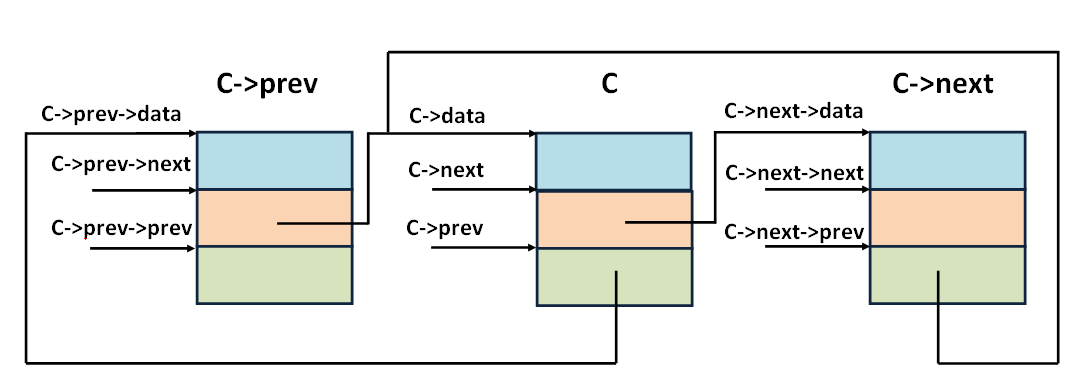 C->prev
C
C->next
C->prev->data
C->data
C->next->data
C->prev->next
C->next
C->next->next
C->prev->prev
C->prev
C->next->prev